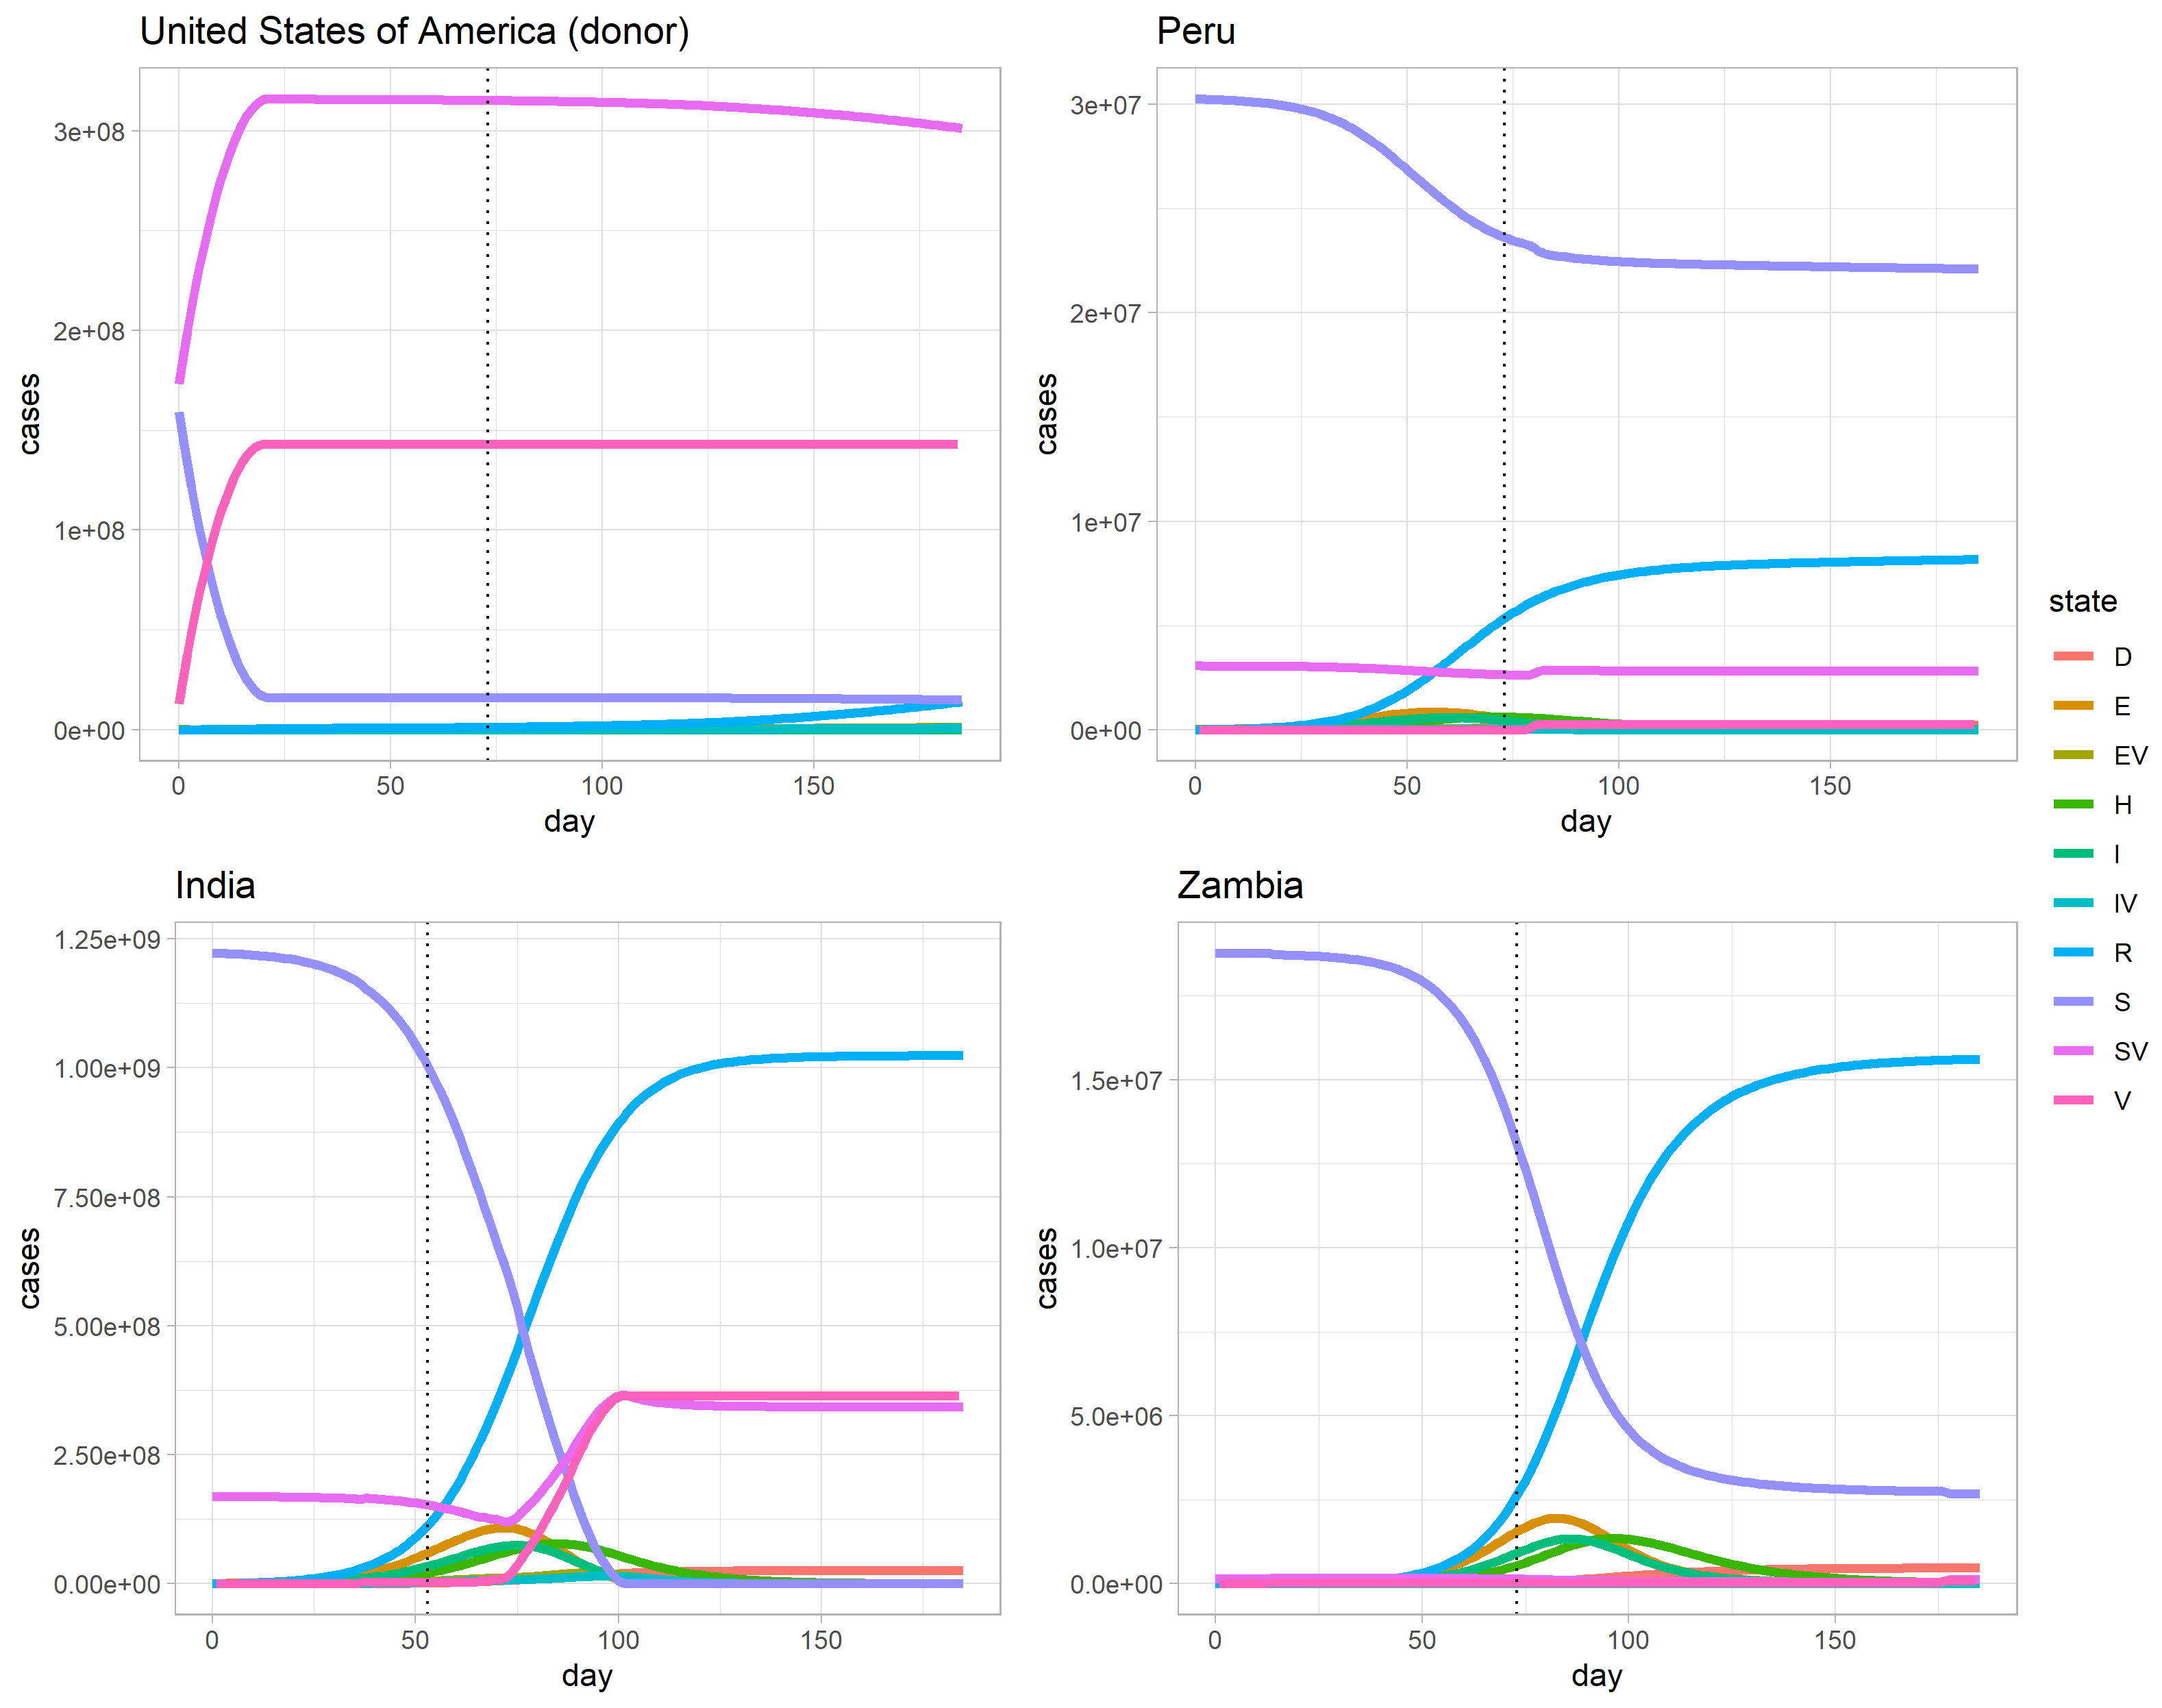 United States of America (donor)
3e+08
2e+08
1e+08
0e+00
cases
0 50 100 150
day
Peru
3e+07
2e+07
1e+07
0e+00
cases
0 50 100 150
day
India
1.25e+09
1.00e+09
7.50e+08
5.00e+08
2.50e+08
0.00e+00
cases
0 50 100 150
day
Zambia
1.5e+07
1.0e+07
5.0e+06
0.0e+00
cases
0 50 100 150
day
state
D
E
EV
H
I
IV
R
S
SV
V